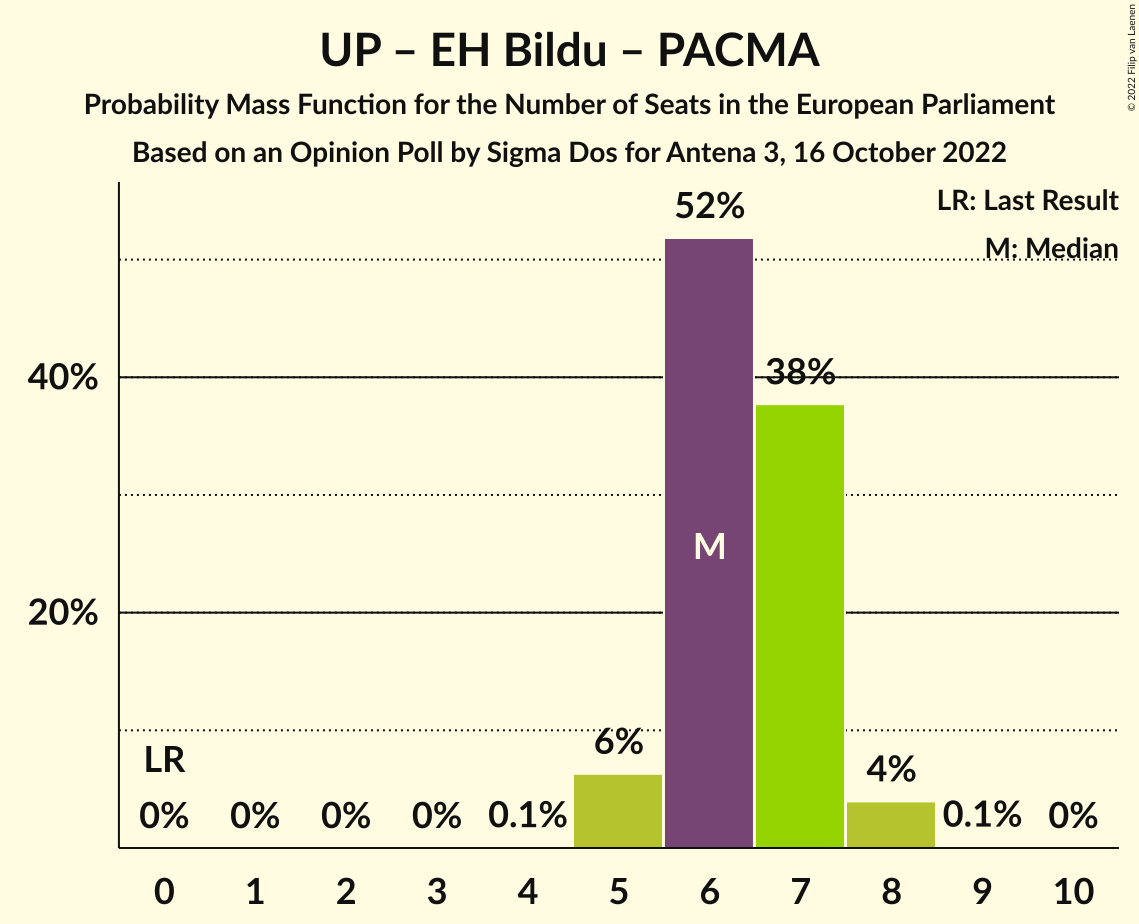 UP – EH Bildu – PACMA
Probability Mass Function for the Number of Seats in the European Parliament
Based on an Opinion Poll by Sigma Dos for Antena 3, 16 October 2022
© 2022 Filip van Laenen
LR: Last Result
M: Median
52%
40%
38%
M
20%
6%
LR
4%
0%
0%
0%
0%
0.1%
0.1%
0%
0 1 2 3 4 5 6 7 8 9 10